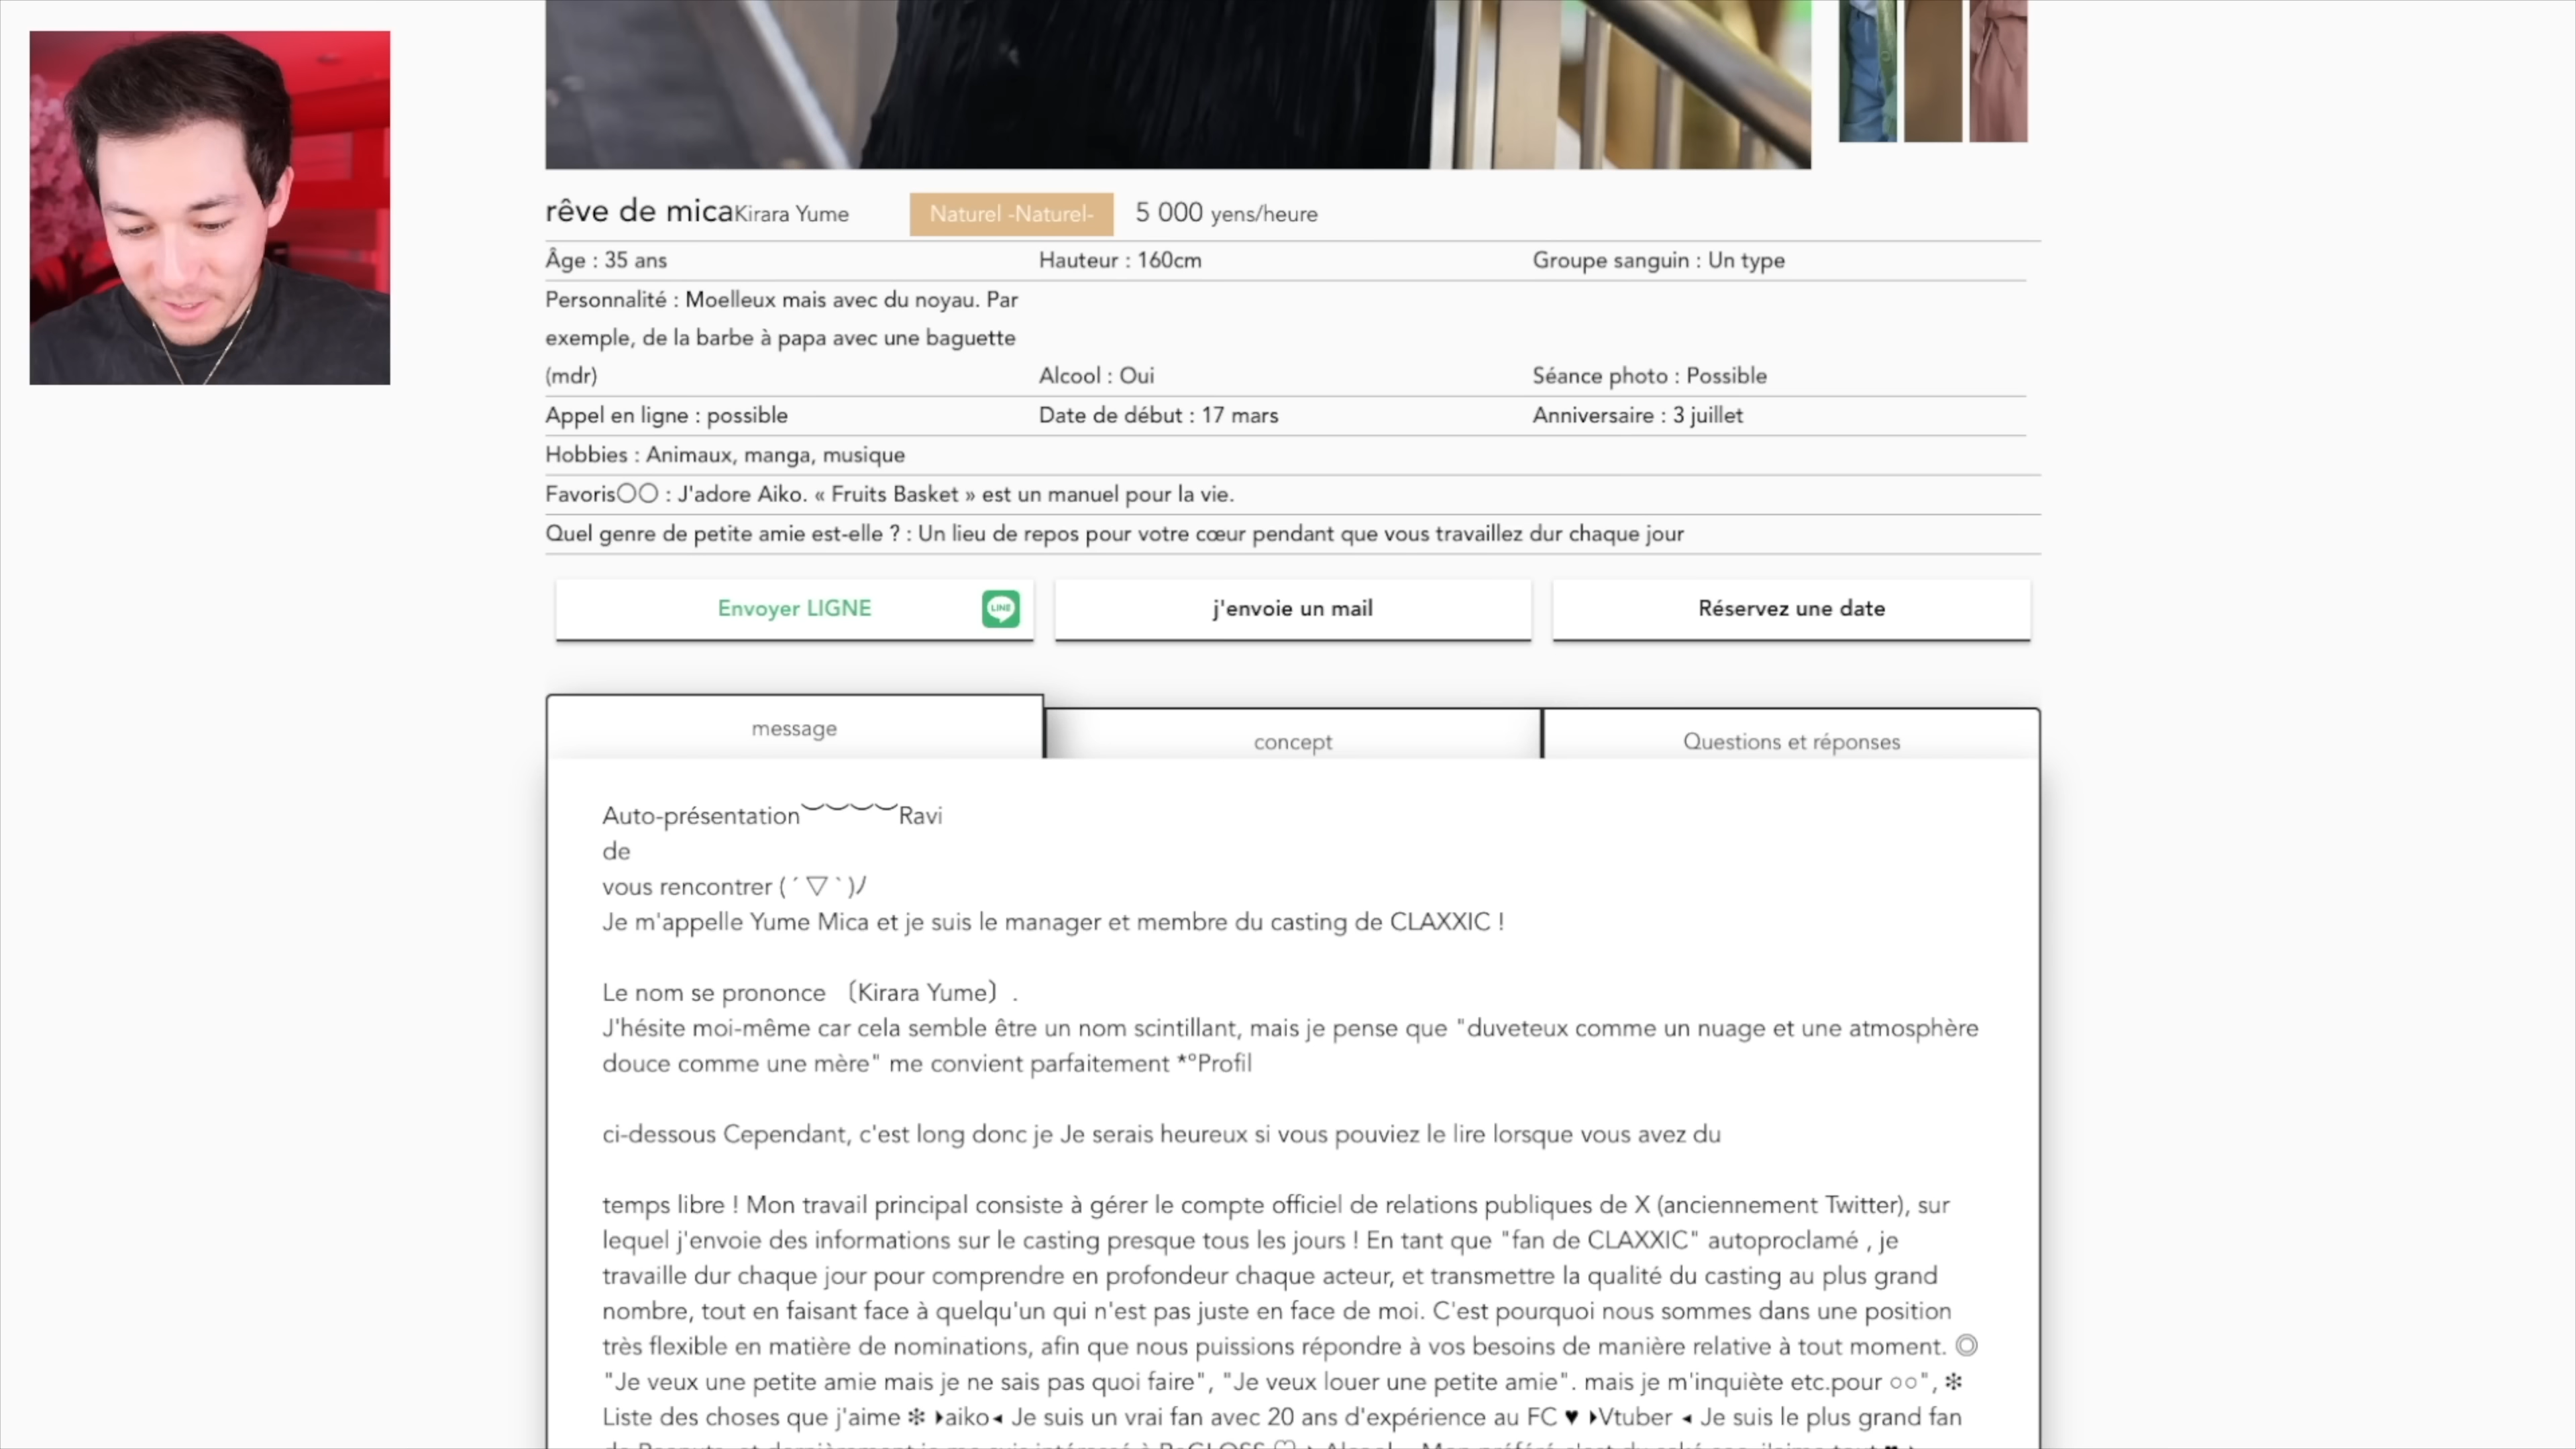 rêve de micaKirara Yume Naturel -Naturel- 5 000 yens/heure
Âge : 35 ans Hauteur : 160cm Groupe sanguin : Un type
Personnalité : Moelleux mais avec du noyau. Par
exemple, de la barbe à papa avec une baguette
(mdr) Alcool : Oui Séance photo : Possible
Appel en ligne : possible Date de début : 17 mars Anniversaire : 3 juillet
Hobbies : Animaux, manga, musique
Favoris〇〇 : J'adore Aiko. « Fruits Basket » est un manuel pour la vie.
Quel genre de petite amie est-elle ? : Un lieu de repos pour votre cœur pendant que vous travaillez dur chaque jour
Envoyer LIGNE LINE j'envoie un mail Réservez une date
message concept Questions et réponses
Auto-présentation︶︶︶︶Ravi
de
vous rencontrer ( ´ ▽ ` )ﾉ
Je m'appelle Yume Mica et je suis le manager et membre du casting de CLAXXIC !
Le nom se prononce 〔Kirara Yume〕.
J'hésite moi-même car cela semble être un nom scintillant, mais je pense que "duveteux comme un nuage et une atmosphère
douce comme une mère" me convient parfaitement *°Profil
ci-dessous Cependant, c'est long donc je Je serais heureux si vous pouviez le lire lorsque vous avez du
temps libre ! Mon travail principal consiste à gérer le compte officiel de relations publiques de X (anciennement Twitter), sur
lequel j'envoie des informations sur le casting presque tous les jours ! En tant que "fan de CLAXXIC" autoproclamé , je
travaille dur chaque jour pour comprendre en profondeur chaque acteur, et transmettre la qualité du casting au plus grand
nombre, tout en faisant face à quelqu'un qui n'est pas juste en face de moi. C'est pourquoi nous sommes dans une position
très flexible en matière de nominations, afin que nous puissions répondre à vos besoins de manière relative à tout moment. ◎
"Je veux une petite amie mais je ne sais pas quoi faire", "Je veux louer une petite amie". mais je m'inquiète etc.pour ○○", ✻
Liste des choses que j'aime ✻ ▸aiko◂ Je suis un vrai fan avec 20 ans d'expérience au FC ♥ ▸Vtuber ◂ Je suis le plus grand fan